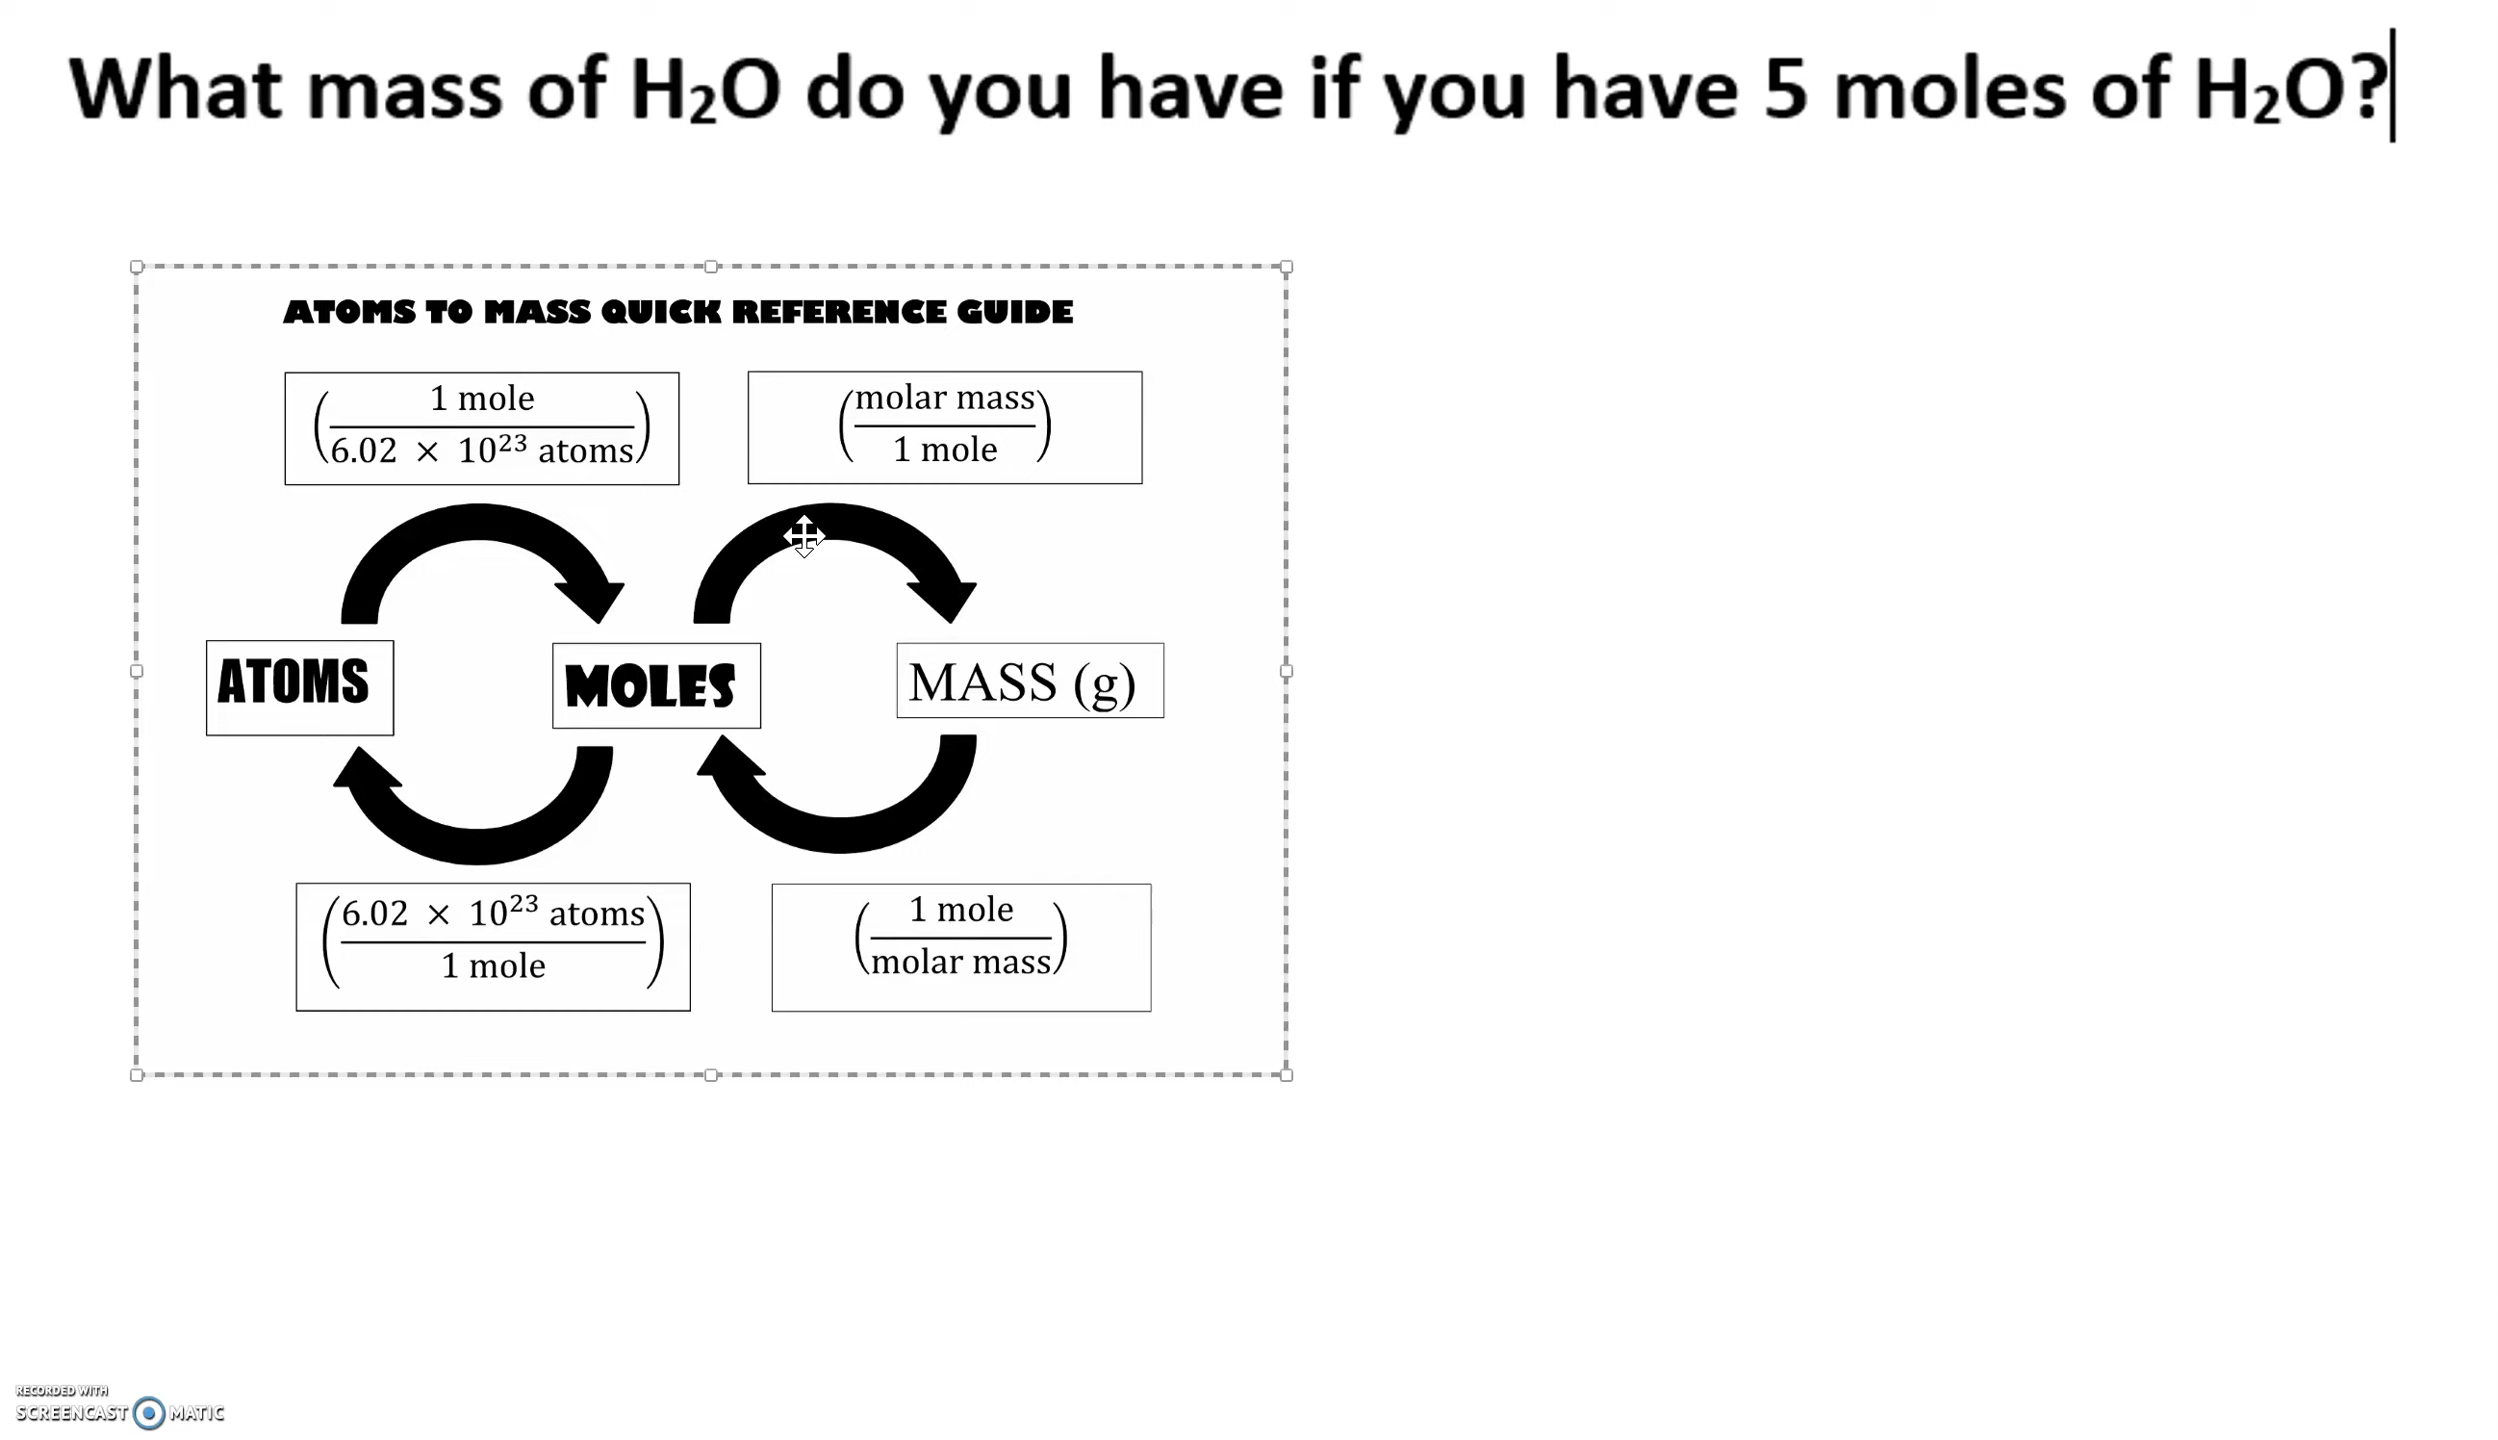 What mass of H₂O do you have if you have 5 moles of H₂O?
ATOMS TO MASS QUICK REFERENCE GUIDE
(1 mole / 6.02 × 10²³ atoms)
(molar mass / 1 mole)
ATOMS
MOLES
MASS (g)
(6.02 × 10²³ atoms / 1 mole)
(1 mole / molar mass)
RECORDED WITH
SCREENCAST MATIC